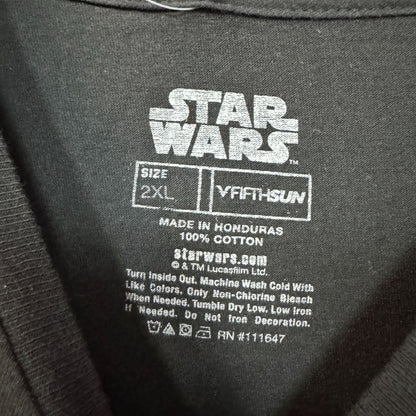 STAR
WARS™
SIZE
2XL
FIFTHSUN
MADE IN HONDURAS
100% COTTON
starwars.com
© & TM Lucasfilm Ltd.
Turn Inside Out. Machine Wash Cold With
Like Colors. Only Non-Chlorine Bleach
When Needed. Tumble Dry Low. Low Iron
If Needed. Do Not Iron Decoration.
RN #111647